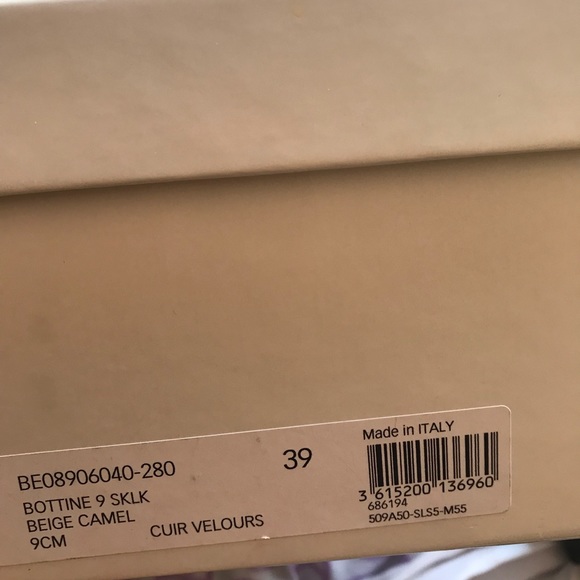 BE08906040-280
39
BOTTINE 9 SKLK
BEIGE CAMEL
9CM
CUIR VELOURS
Made in ITALY
3 615200 136960
686194
509A50-SLS5-M55